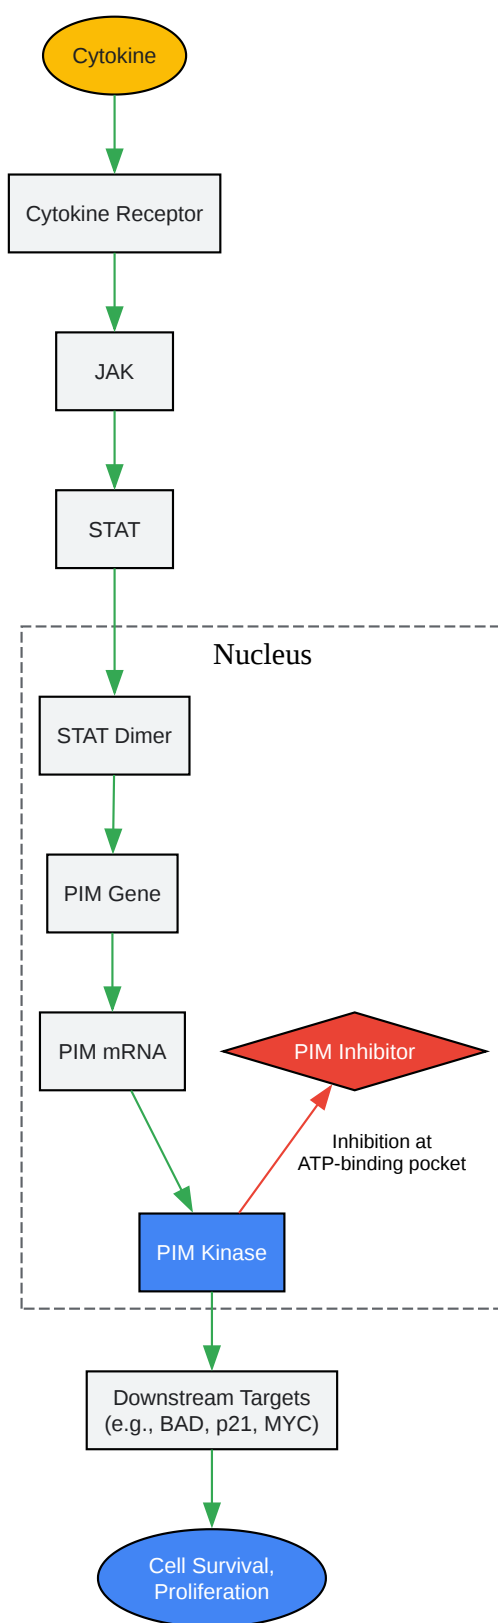 Cytokine
Cytokine Receptor
JAK
STAT
Nucleus
STAT Dimer
PIM Gene
PIM mRNA
PIM Inhibitor
Inhibition at
ATP-binding pocket
PIM Kinase
Downstream Targets
(e.g., BAD, p21, MYC)
Cell Survival,
Proliferation